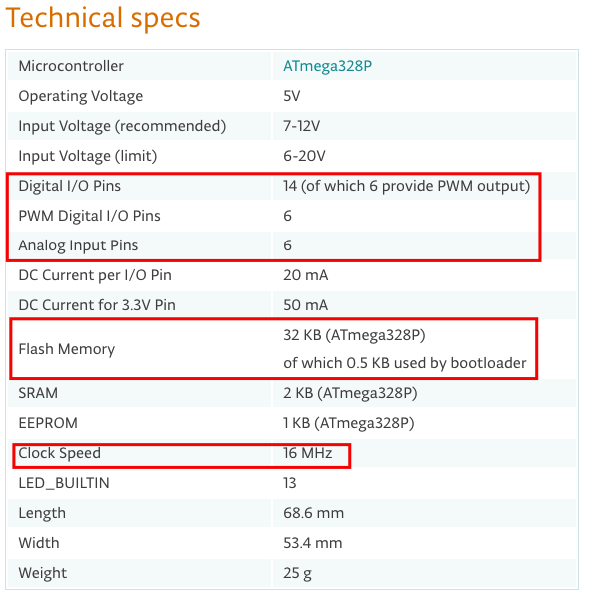 Technical specs
Microcontroller ATmega328P
Operating Voltage 5V
Input Voltage (recommended) 7-12V
Input Voltage (limit) 6-20V
Digital I/O Pins 14 (of which 6 provide PWM output)
PWM Digital I/O Pins 6
Analog Input Pins 6
DC Current per I/O Pin 20 mA
DC Current for 3.3V Pin 50 mA
Flash Memory 32 KB (ATmega328P)
of which 0.5 KB used by bootloader
SRAM 2 KB (ATmega328P)
EEPROM 1 KB (ATmega328P)
Clock Speed 16 MHz
LED_BUILTIN 13
Length 68.6 mm
Width 53.4 mm
Weight 25 g